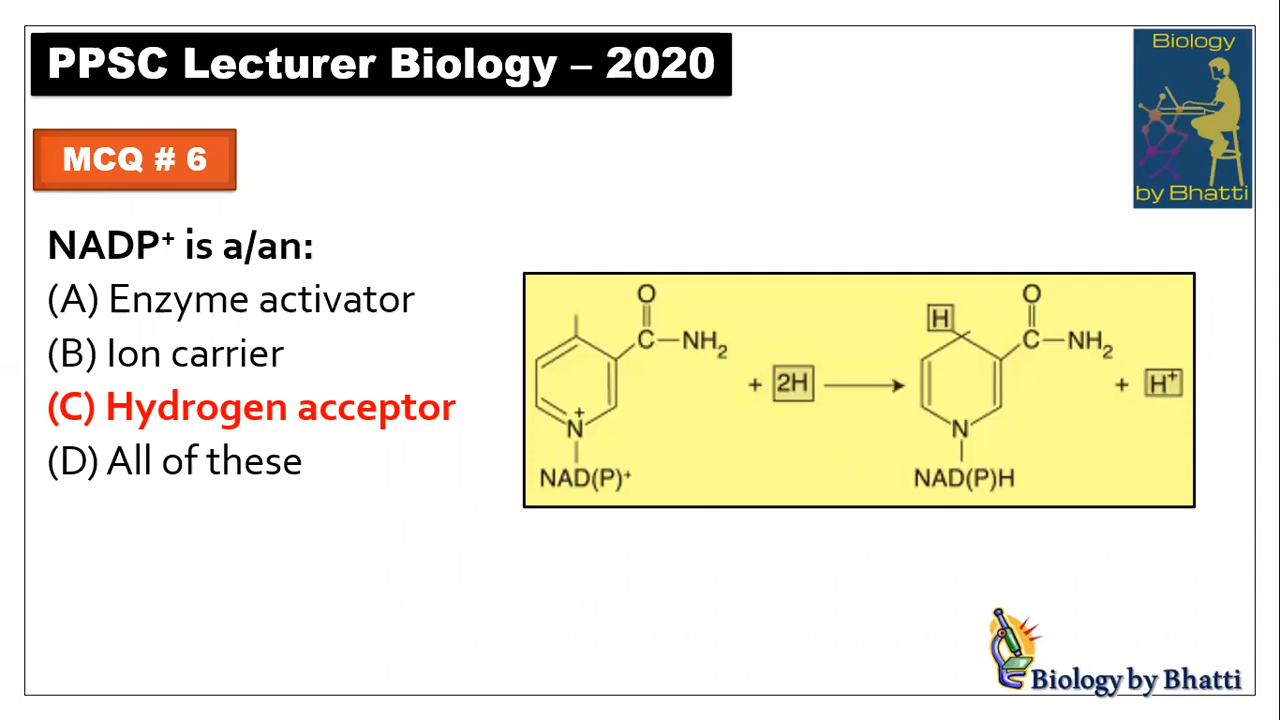 PPSC Lecturer Biology – 2020
Biology
by Bhatti
MCQ # 6
NADP⁺ is a/an:
(A) Enzyme activator
(B) Ion carrier
(C) Hydrogen acceptor
(D) All of these
O
C—NH₂
N⁺
NAD(P)⁺
+ 2H
H
O
C—NH₂
N
NAD(P)H
+ H⁺
Biology by Bhatti